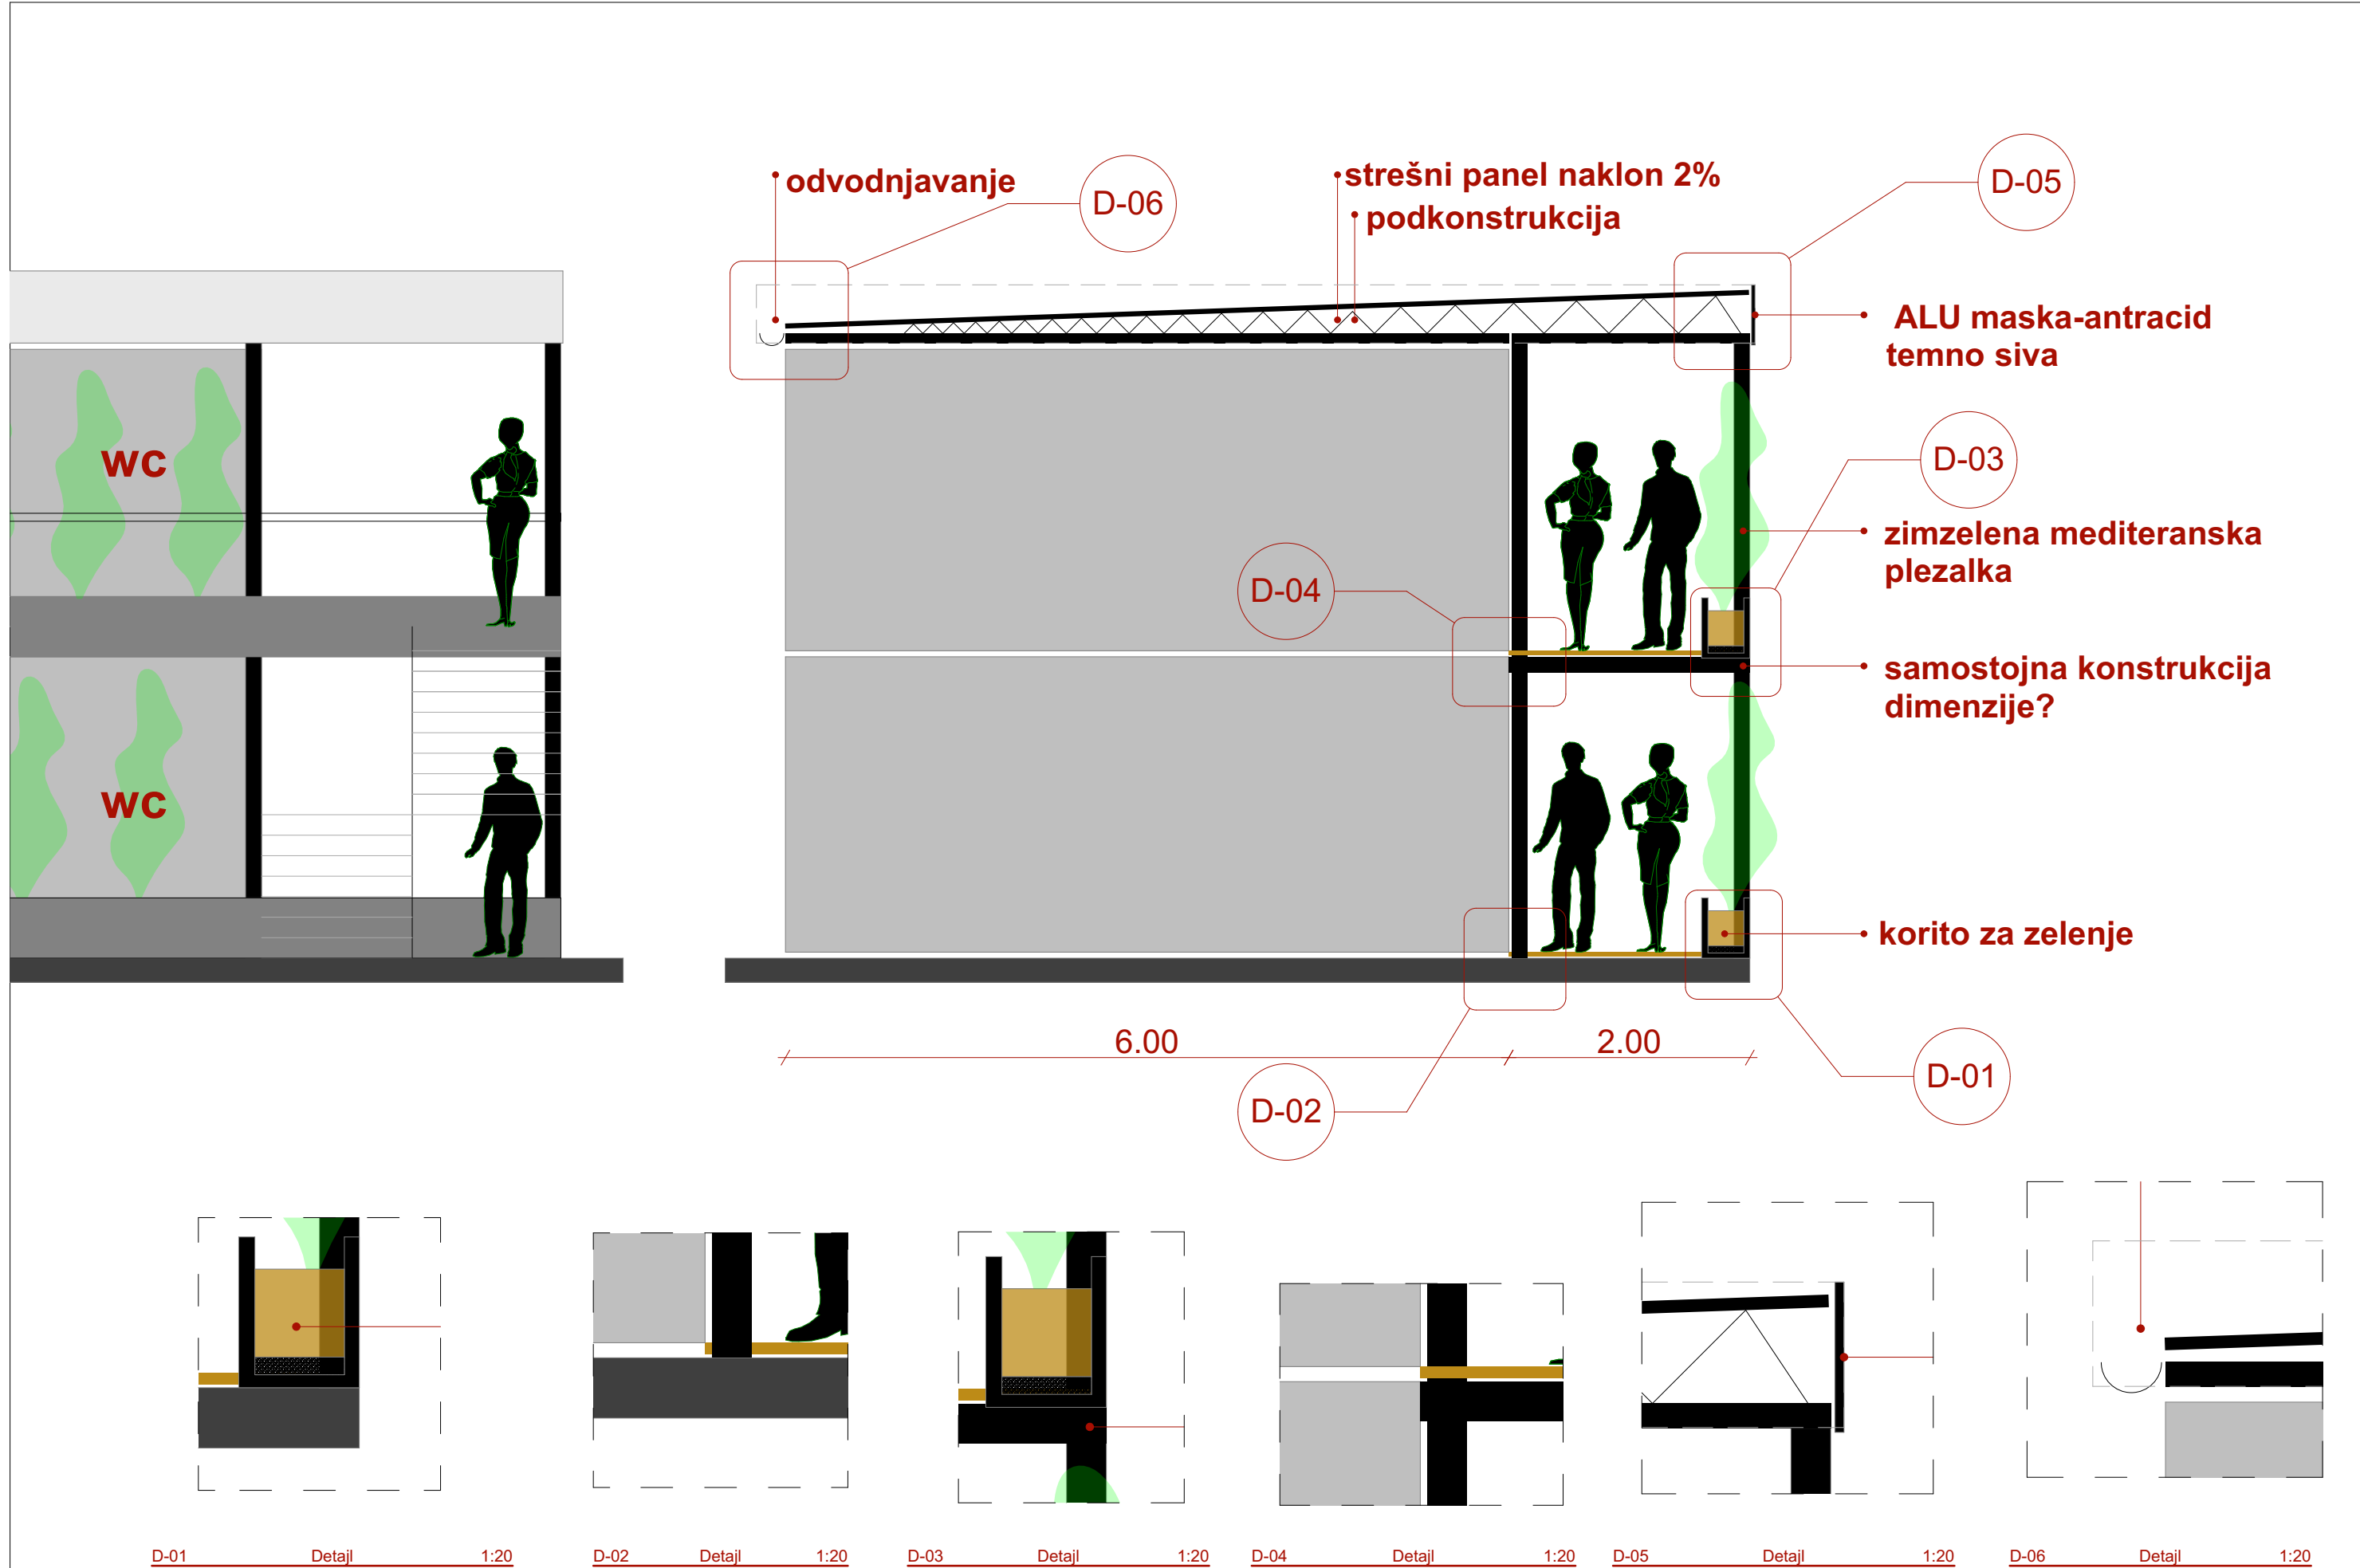 odvodnjavanje
D-06
strešni panel naklon 2%
podkonstrukcija
D-05
ALU maska-antracid
temno siva
wc
D-03
zimzelena mediteranska
plezalka
D-04
samostojna konstrukcija
dimenzije?
wc
korito za zelenje
6.00
2.00
D-01
D-02
D-01 Detajl 1:20
D-02 Detajl 1:20
D-03 Detajl 1:20
D-04 Detajl 1:20
D-05 Detajl 1:20
D-06 Detajl 1:20